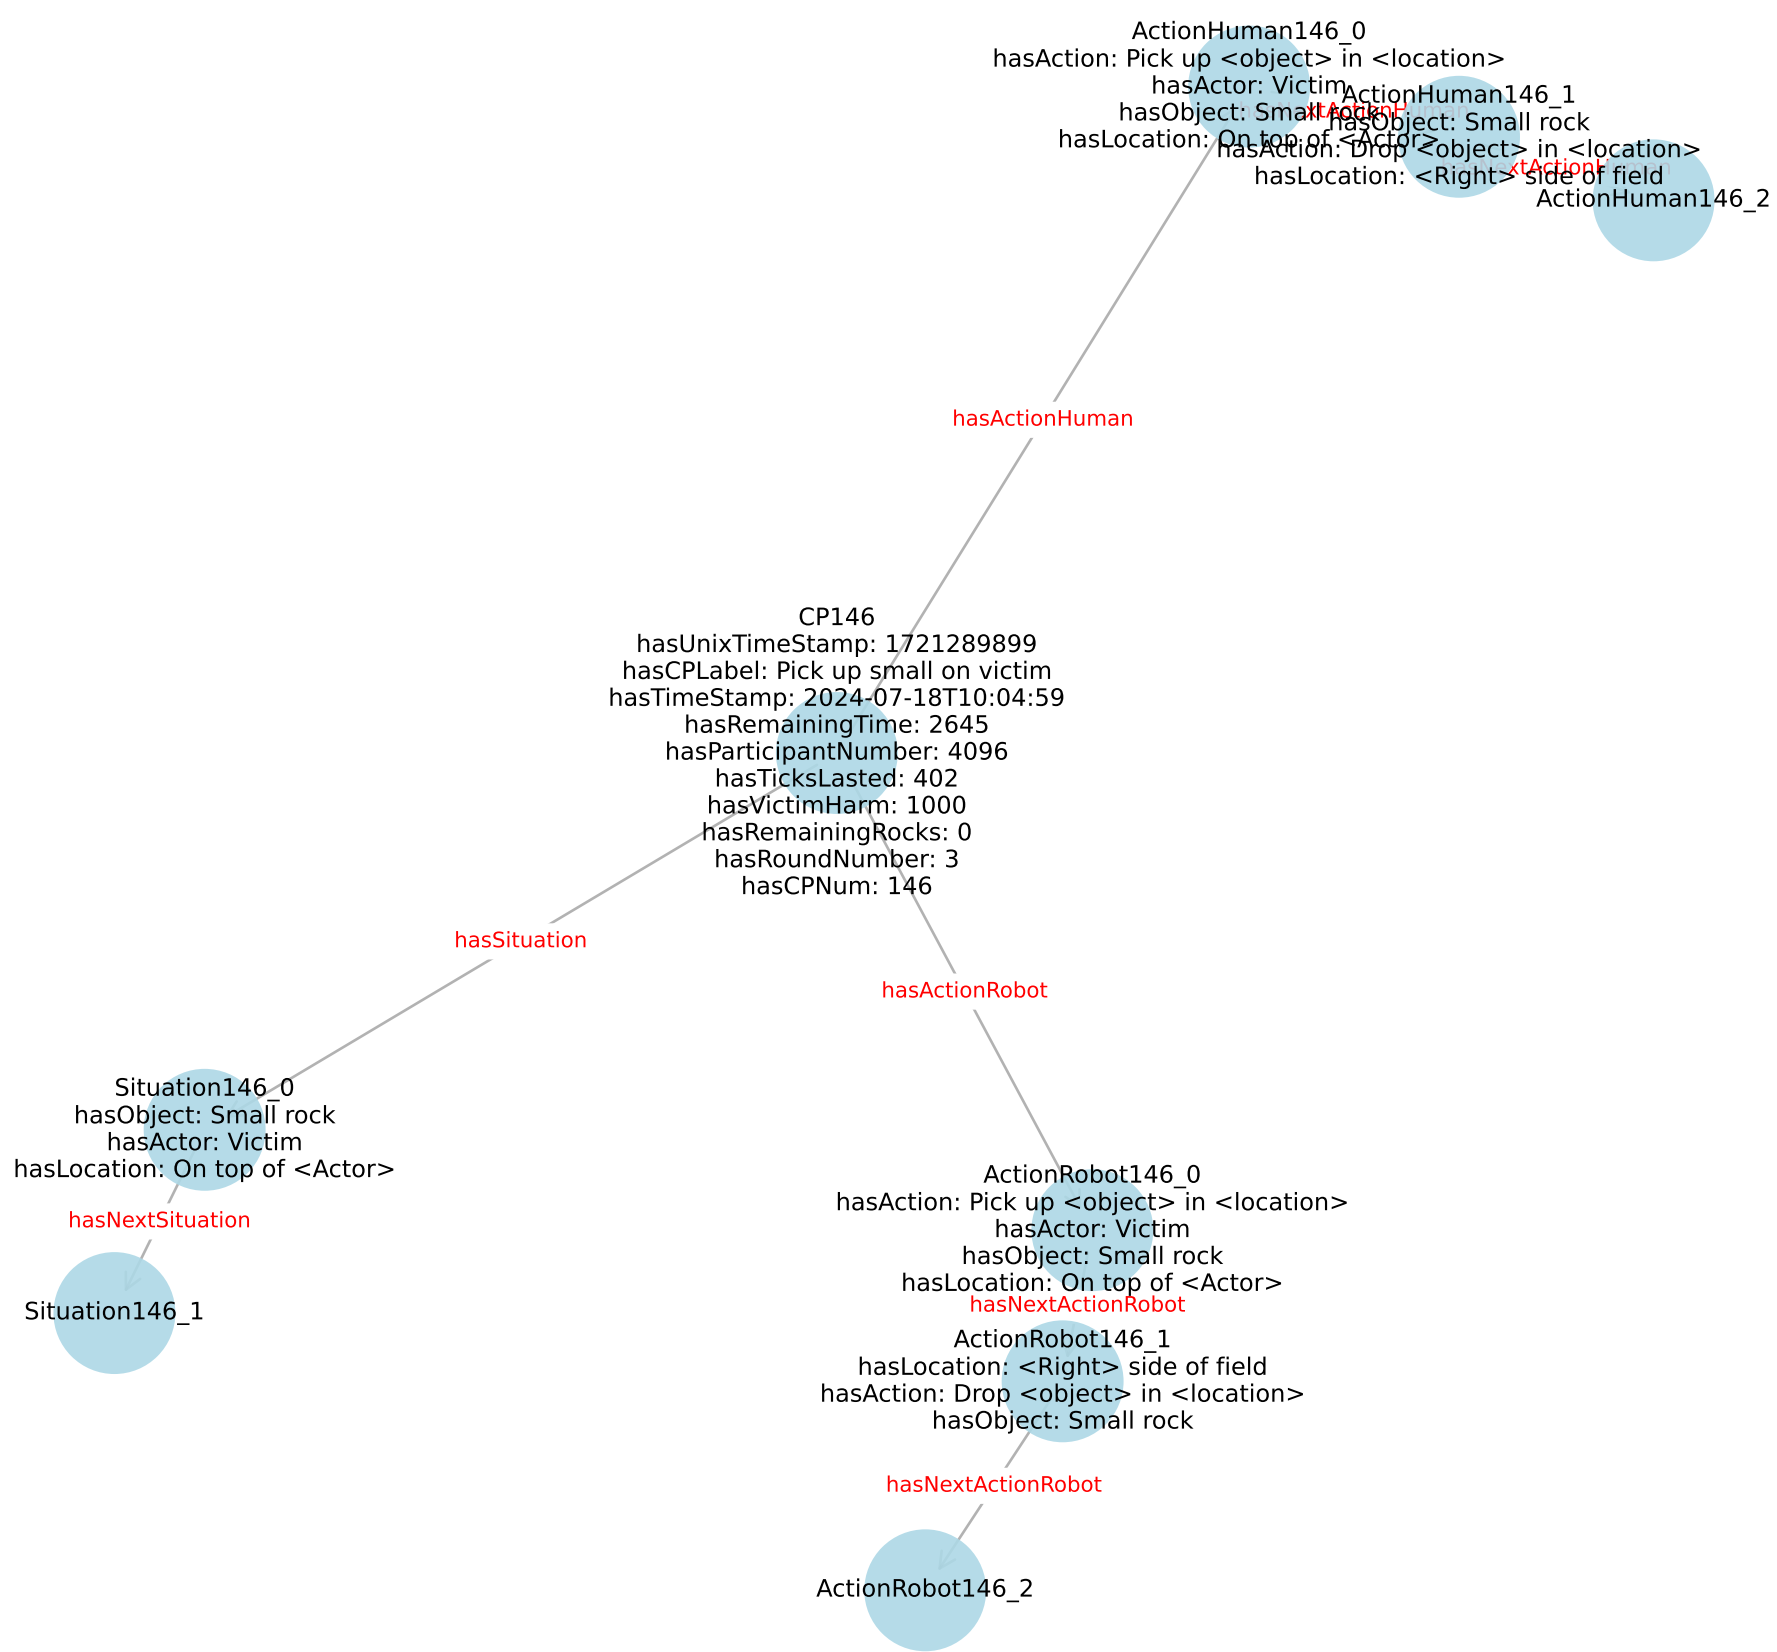 ActionHuman146_0
hasAction: Pick up <object> in <location>
hasActor: Victim
hasObject: Small rock
hasLocation: On top of <Actor>
hasNextActionHuman
ActionHuman146_1
hasObject: Small rock
hasAction: Drop <object> in <location>
hasLocation: <Right> side of field
hasNextActionHuman
ActionHuman146_2
hasActionHuman
CP146
hasUnixTimeStamp: 1721289899
hasCPLabel: Pick up small on victim
hasTimeStamp: 2024-07-18T10:04:59
hasRemainingTime: 2645
hasParticipantNumber: 4096
hasTicksLasted: 402
hasVictimHarm: 1000
hasRemainingRocks: 0
hasRoundNumber: 3
hasCPNum: 146
hasSituation
hasActionRobot
Situation146_0
hasObject: Small rock
hasActor: Victim
hasLocation: On top of <Actor>
hasNextSituation
Situation146_1
ActionRobot146_0
hasAction: Pick up <object> in <location>
hasActor: Victim
hasObject: Small rock
hasLocation: On top of <Actor>
hasNextActionRobot
ActionRobot146_1
hasLocation: <Right> side of field
hasAction: Drop <object> in <location>
hasObject: Small rock
hasNextActionRobot
ActionRobot146_2